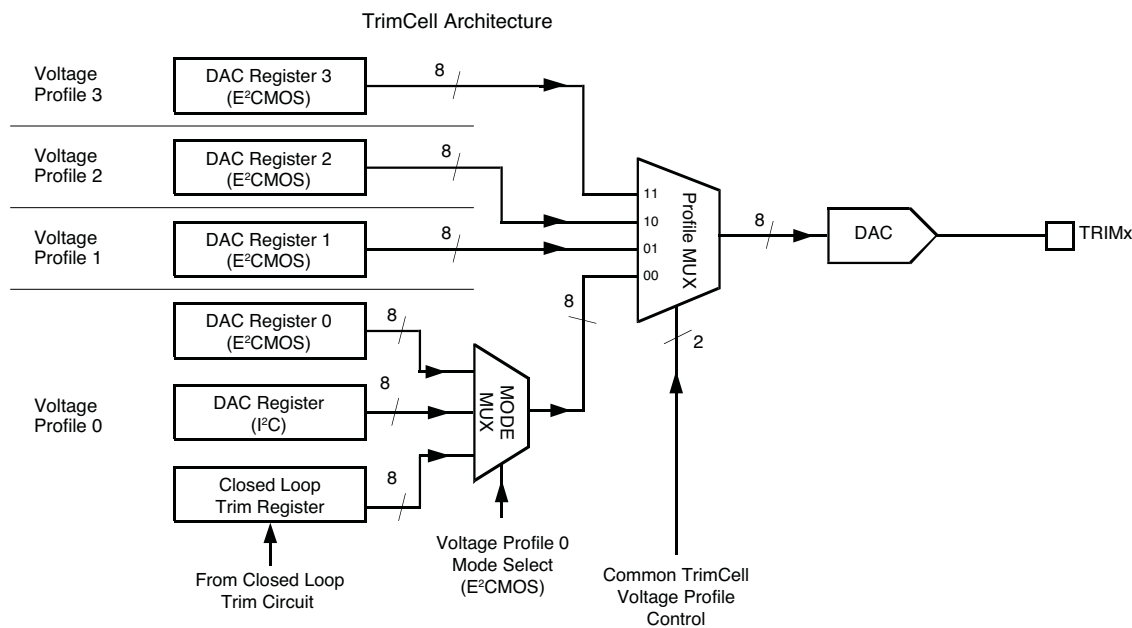 TrimCell Architecture
Voltage
Profile 3
DAC Register 3
(E²CMOS)
8
Voltage
Profile 2
DAC Register 2
(E²CMOS)
8
Voltage
Profile 1
DAC Register 1
(E²CMOS)
8
Voltage
Profile 0
DAC Register 0
(E²CMOS)
8
DAC Register
(I²C)
8
Closed Loop
Trim Register
8
From Closed Loop
Trim Circuit
MODE
MUX
Voltage Profile 0
Mode Select
(E²CMOS)
8
11
10
01
00
Profile MUX
2
Common TrimCell
Voltage Profile
Control
8
DAC
TRIMx